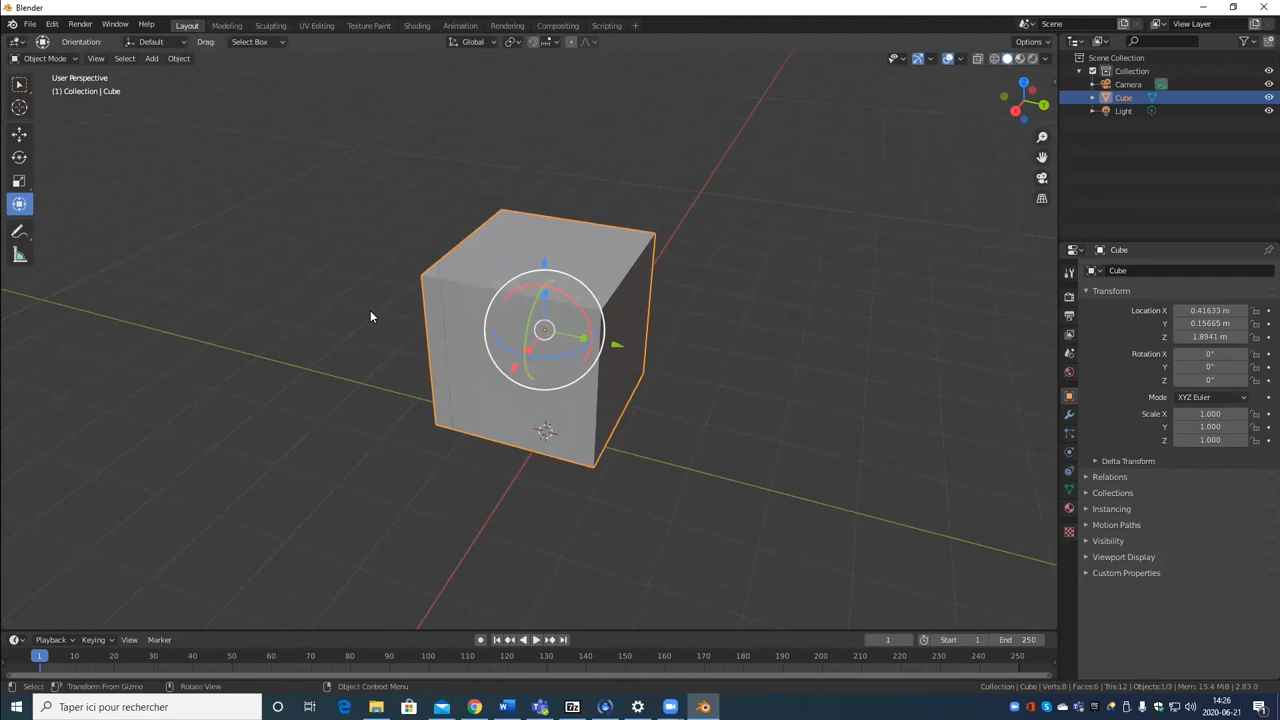 Blender
File Edit Render Window Help Layout Modeling Sculpting UV Editing Texture Paint Shading Animation Rendering Compositing Scripting + Scene View Layer
Orientation: Default Drag: Select Box Global Options
Object Mode View Select Add Object
User Perspective
(1) Collection | Cube
Z
Y
X
Scene Collection
Collection
Camera
Cube
Light
Cube
Cube
Transform
Location X 0.41633 m
Y 0.15665 m
Z 1.8941 m
Rotation X 0°
Y 0°
Z 0°
Mode XYZ Euler
Scale X 1.000
Y 1.000
Z 1.000
Delta Transform
Relations
Collections
Instancing
Motion Paths
Visibility
Viewport Display
Custom Properties
Playback Keying View Marker 1 Start 1 End 250
1 10 20 30 40 50 60 70 80 90 100 110 120 130 140 150 160 170 180 190 200 210 220 230 240 250
Select Transform From Gizmo Rotate View Object Context Menu Collection | Cube | Verts:8 | Faces:6 | Tris:12 | Objects:1/3 | Mem: 15.4 MiB | 2.83.0
Taper ici pour rechercher
14:26
2020-06-21